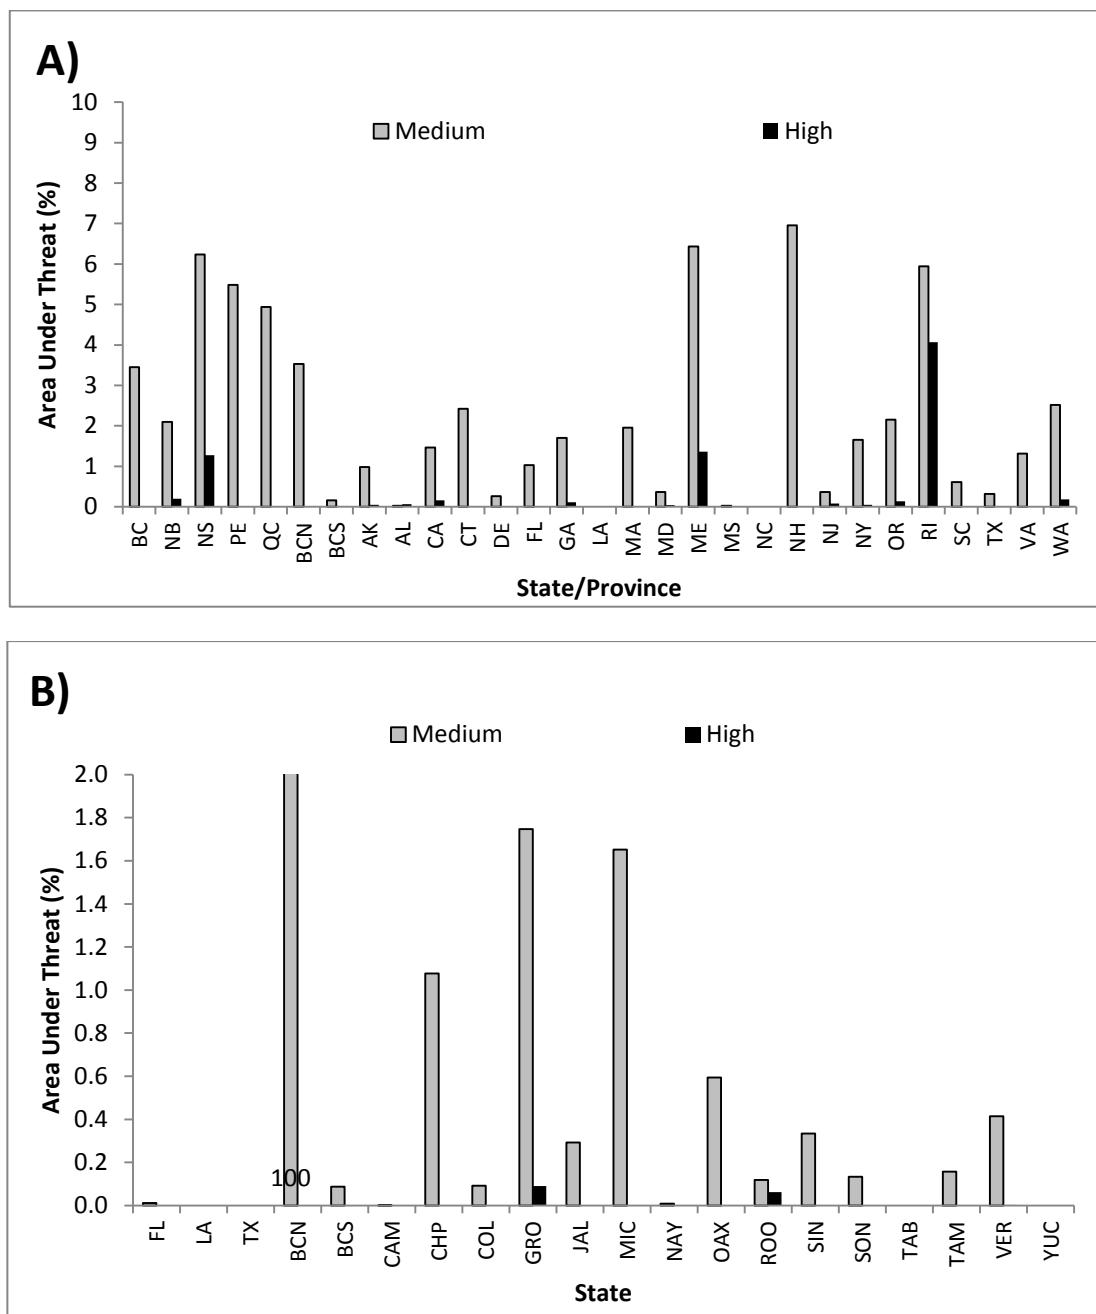 A)
10
9
8
7
6
5
4
3
2
1
0
Area Under Threat (%)
Medium High
BC NB NS PE QC BCN BCS AK AL CA CT DE FL GA LA MA MD ME MS NC NH NJ NY OR RI SC TX VA WA
State/Province
B)
2.0
1.8
1.6
1.4
1.2
1.0
0.8
0.6
0.4
0.2
0.0
Area Under Threat (%)
Medium High
100
FL LA TX BCN BCS CAM CHP COL GRO JAL MIC NAY OAX ROO SIN SON TAB TAM VER YUC
State